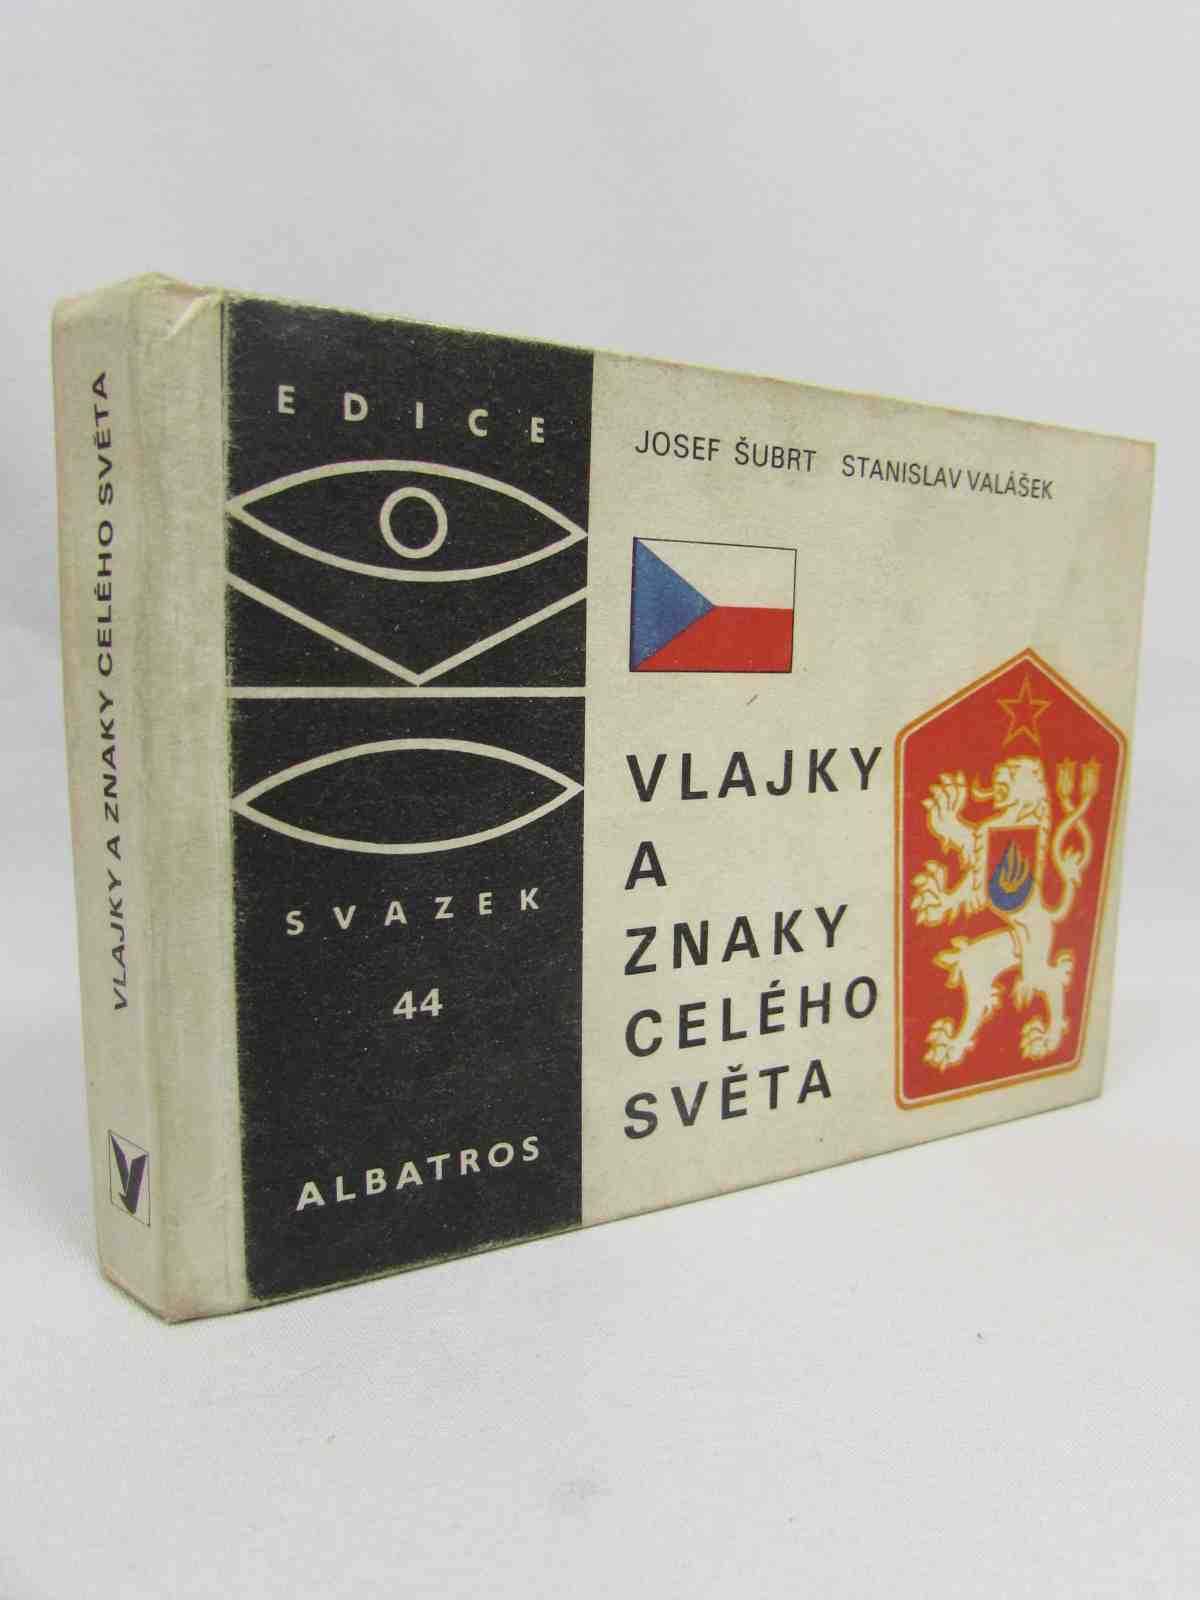 VLAJKY A ZNAKY CELÉHO SVĚTA
EDICE
SVAZEK
44
ALBATROS
JOSEF ŠUBRT STANISLAV VALÁŠEK
VLAJKY
A
ZNAKY
CELÉHO
SVĚTA